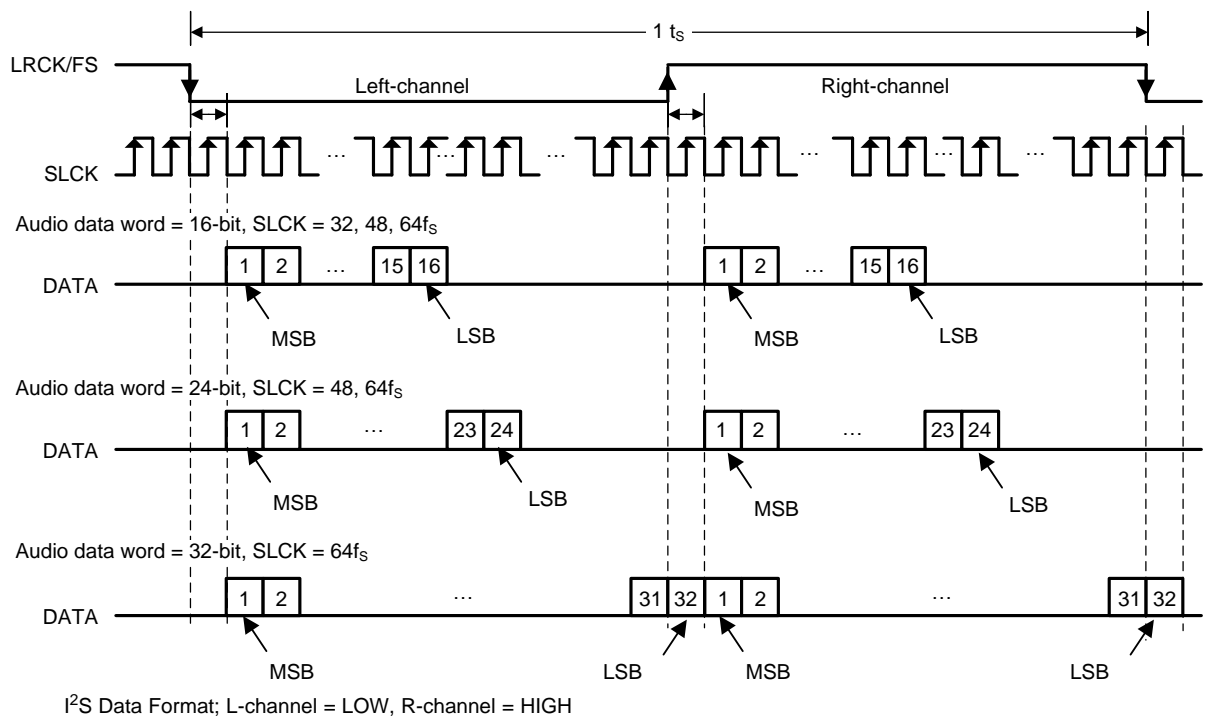 1 tS
LRCK/FS
Left-channel
Right-channel
SLCK
... ... ... ... ... ...
Audio data word = 16-bit, SLCK = 32, 48, 64fS
DATA
1 2 ... 15 16 1 2 ... 15 16
MSB LSB MSB LSB
Audio data word = 24-bit, SLCK = 48, 64fS
DATA
1 2 ... 23 24 1 2 ... 23 24
MSB LSB MSB LSB
Audio data word = 32-bit, SLCK = 64fS
DATA
1 2 ... 31 32 1 2 ... 31 32
MSB LSB MSB LSB
I2S Data Format; L-channel = LOW, R-channel = HIGH